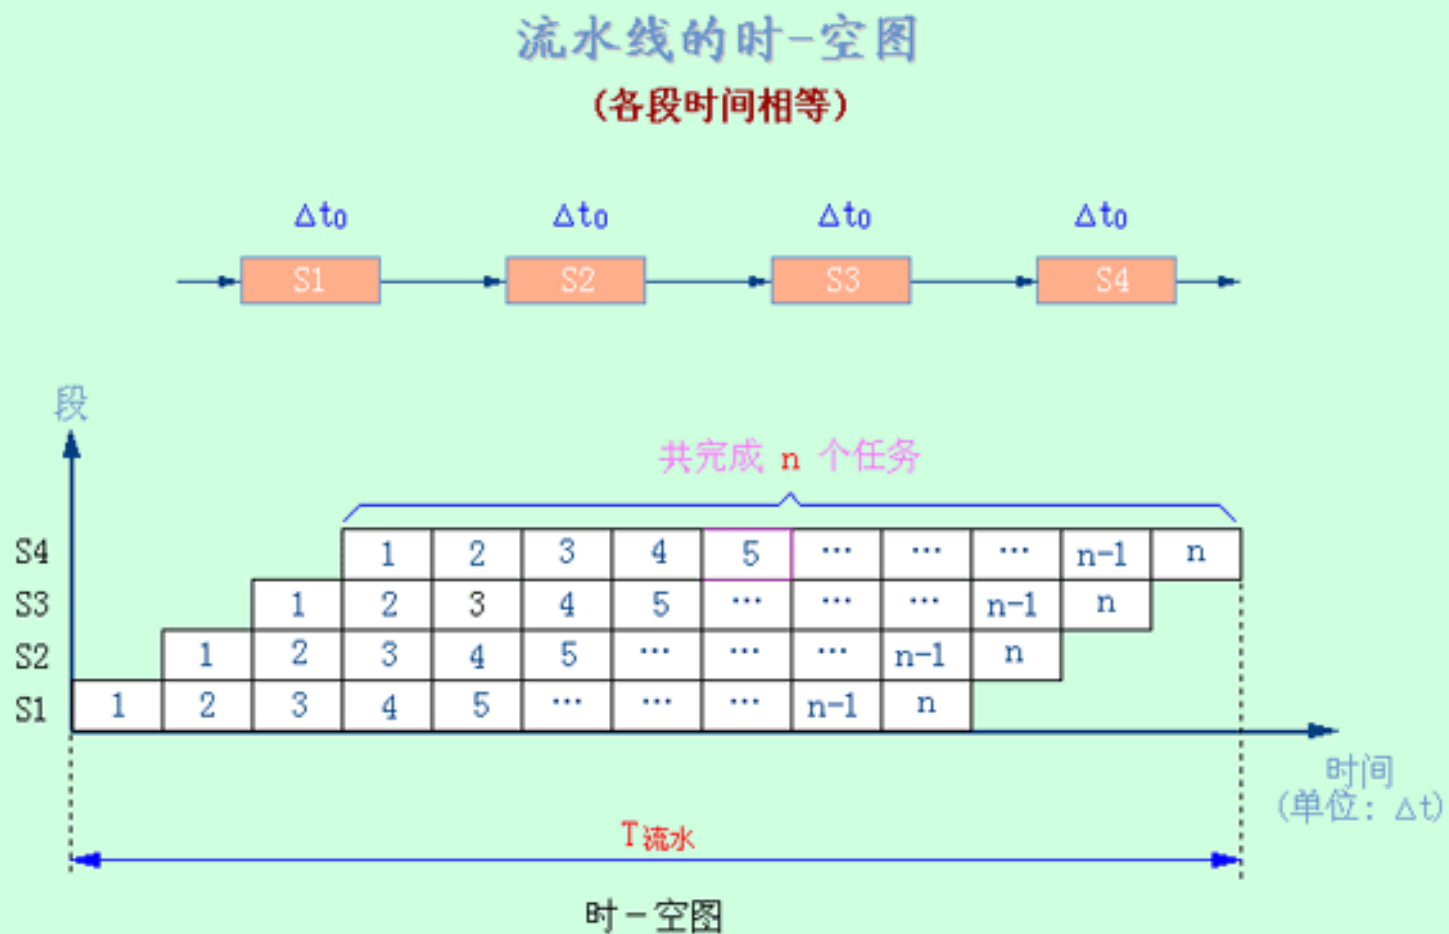 流水线的时-空图
(各段时间相等)
Δt0 Δt0 Δt0 Δt0
S1 S2 S3 S4
段
共完成 n 个任务
S4 1 2 3 4 5 … … … n-1 n
S3 1 2 3 4 5 … … … n-1 n
S2 1 2 3 4 5 … … … n-1 n
S1 1 2 3 4 5 … … … n-1 n
时间
(单位: Δt)
T流水
时-空图